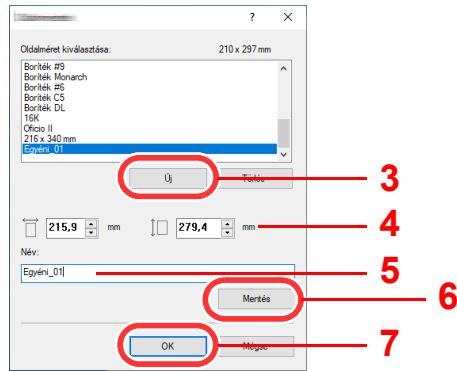 ?
Oldalméret kiválasztása: 210 x 297 mm
Boríték #9
Boríték Monarch
Boríték #6
Boríték C5
Boríték DL
16K
Oficio II
216 x 340 mm
Egyéni_01
Új Törlés 3
215,9 mm 279,4 mm 4
Név:
Egyéni_01 5
Mentés 6
OK Mégse 7